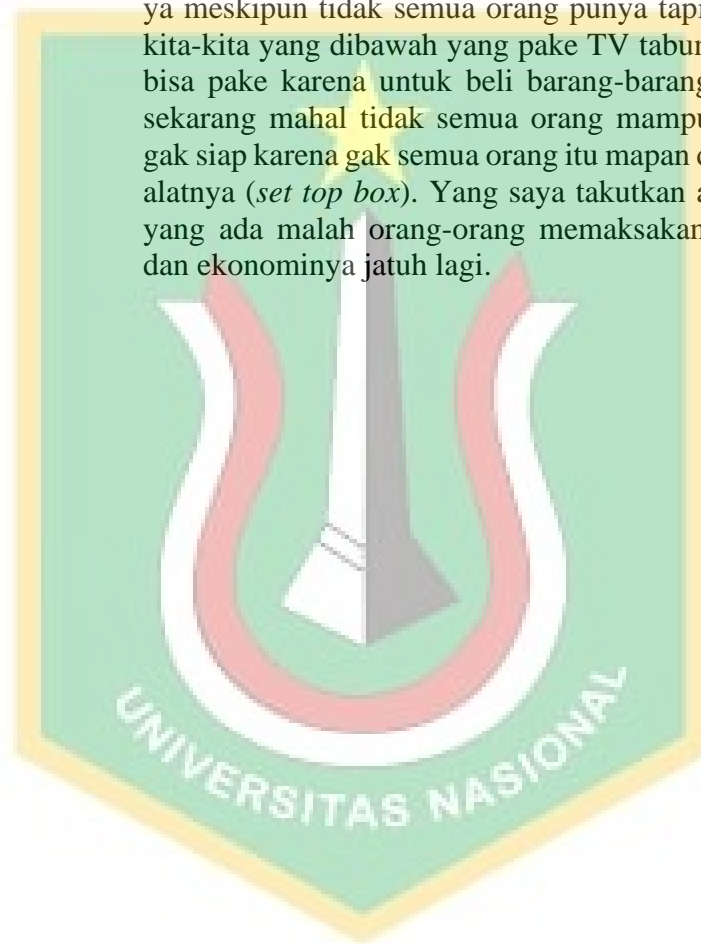 ya meskipun tidak semua orang punya tapi
kita-kita yang dibawah yang pake TV tabun
bisa pake karena untuk beli barang-barang
sekarang mahal tidak semua orang mampu
gak siap karena gak semua orang itu mapan
alatnya (set top box). Yang saya takutkan
yang ada malah orang-orang memaksakan
dan ekonominya jatuh lagi.
UNIVERSITAS NASIONAL